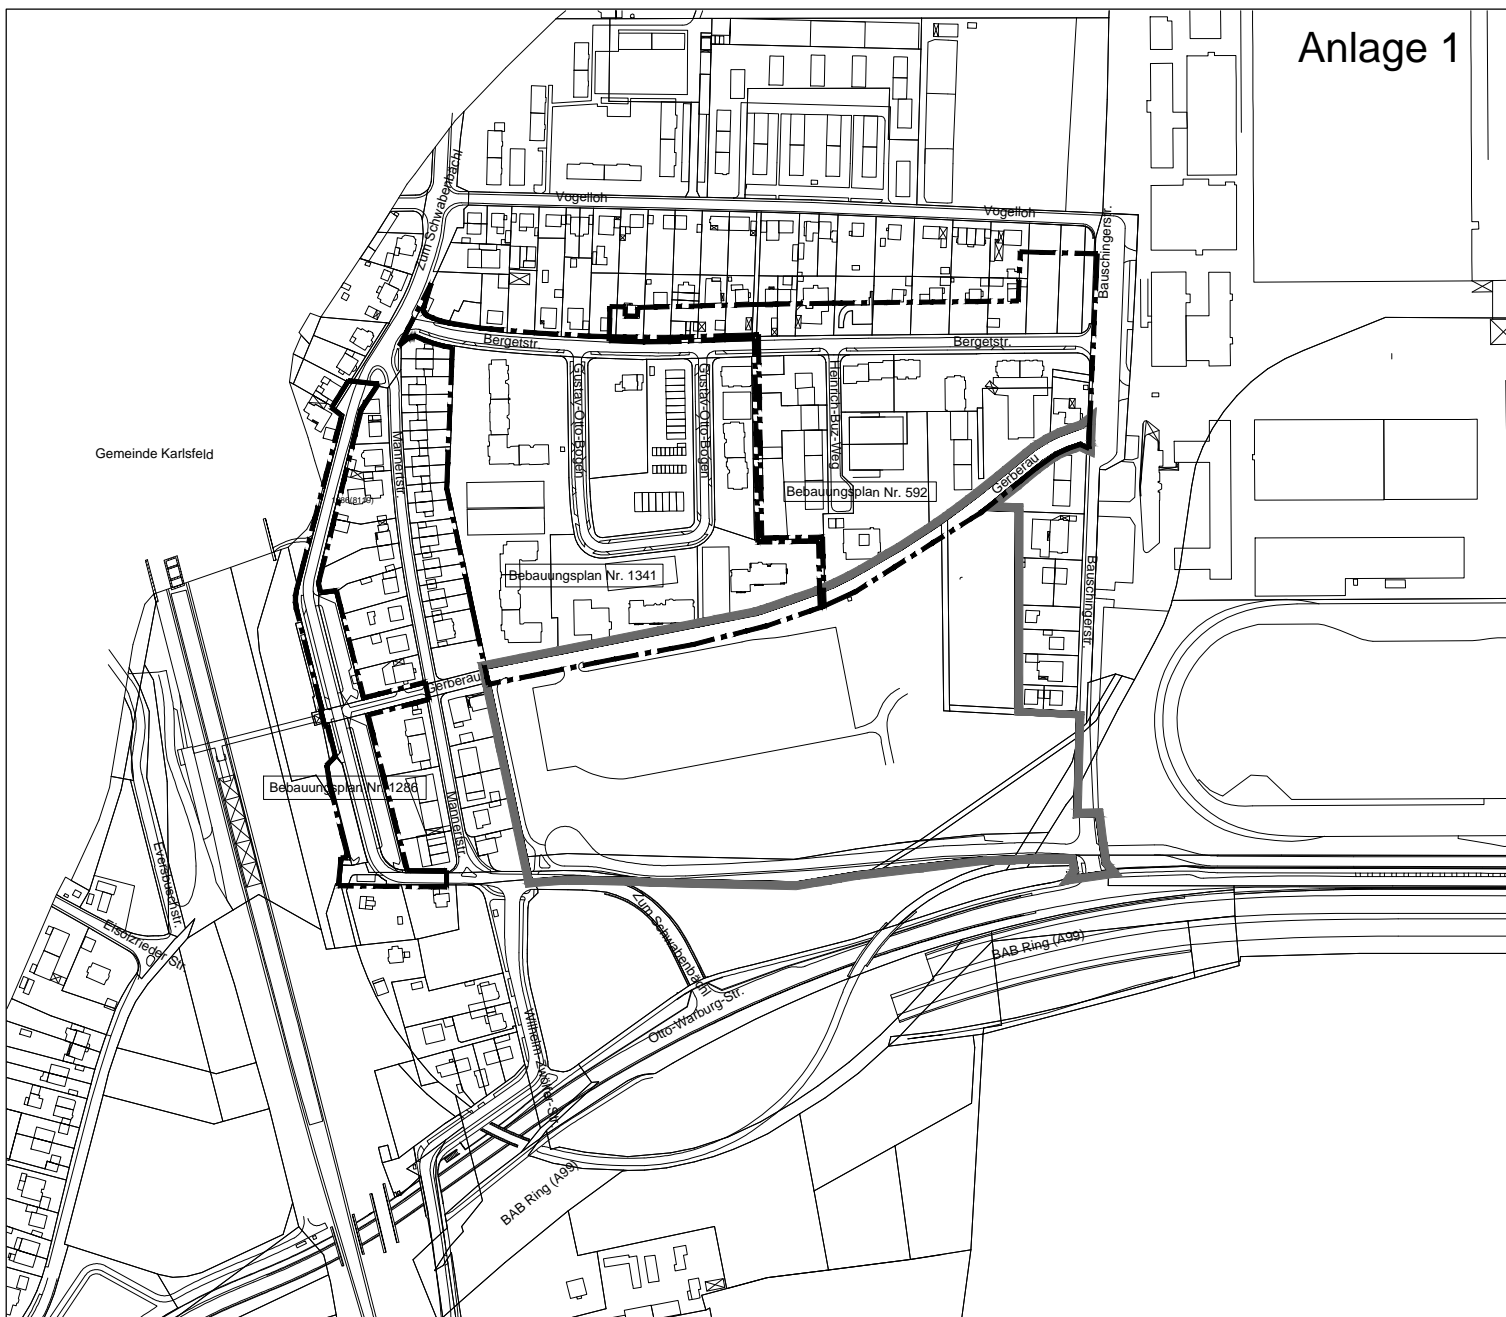 Anlage 1
Zum Schwabenbächl
Vogelloh
Vogelloh
Bauschingerstr.
Bergetstr.
Bergetstr.
Gustav-Otto-Bogen
Gustav-Otto-Bogen
Heinrich-Buz-Weg
Mannertstr.
Gemeinde Karlsfeld
Gerberau
Bebauungsplan Nr. 592
Bebauungsplan Nr. 1341
Bauschingerstr.
Gerberau
Bebauungsplan Nr. 1286
Mannertstr.
Eversbuschstr.
Eisolzrieder Str.
Zum Schwabenbächl
BAB Ring (A99)
Otto-Warburg-Str.
Wilhelm-Zwölfer-Str.
BAB Ring (A99)